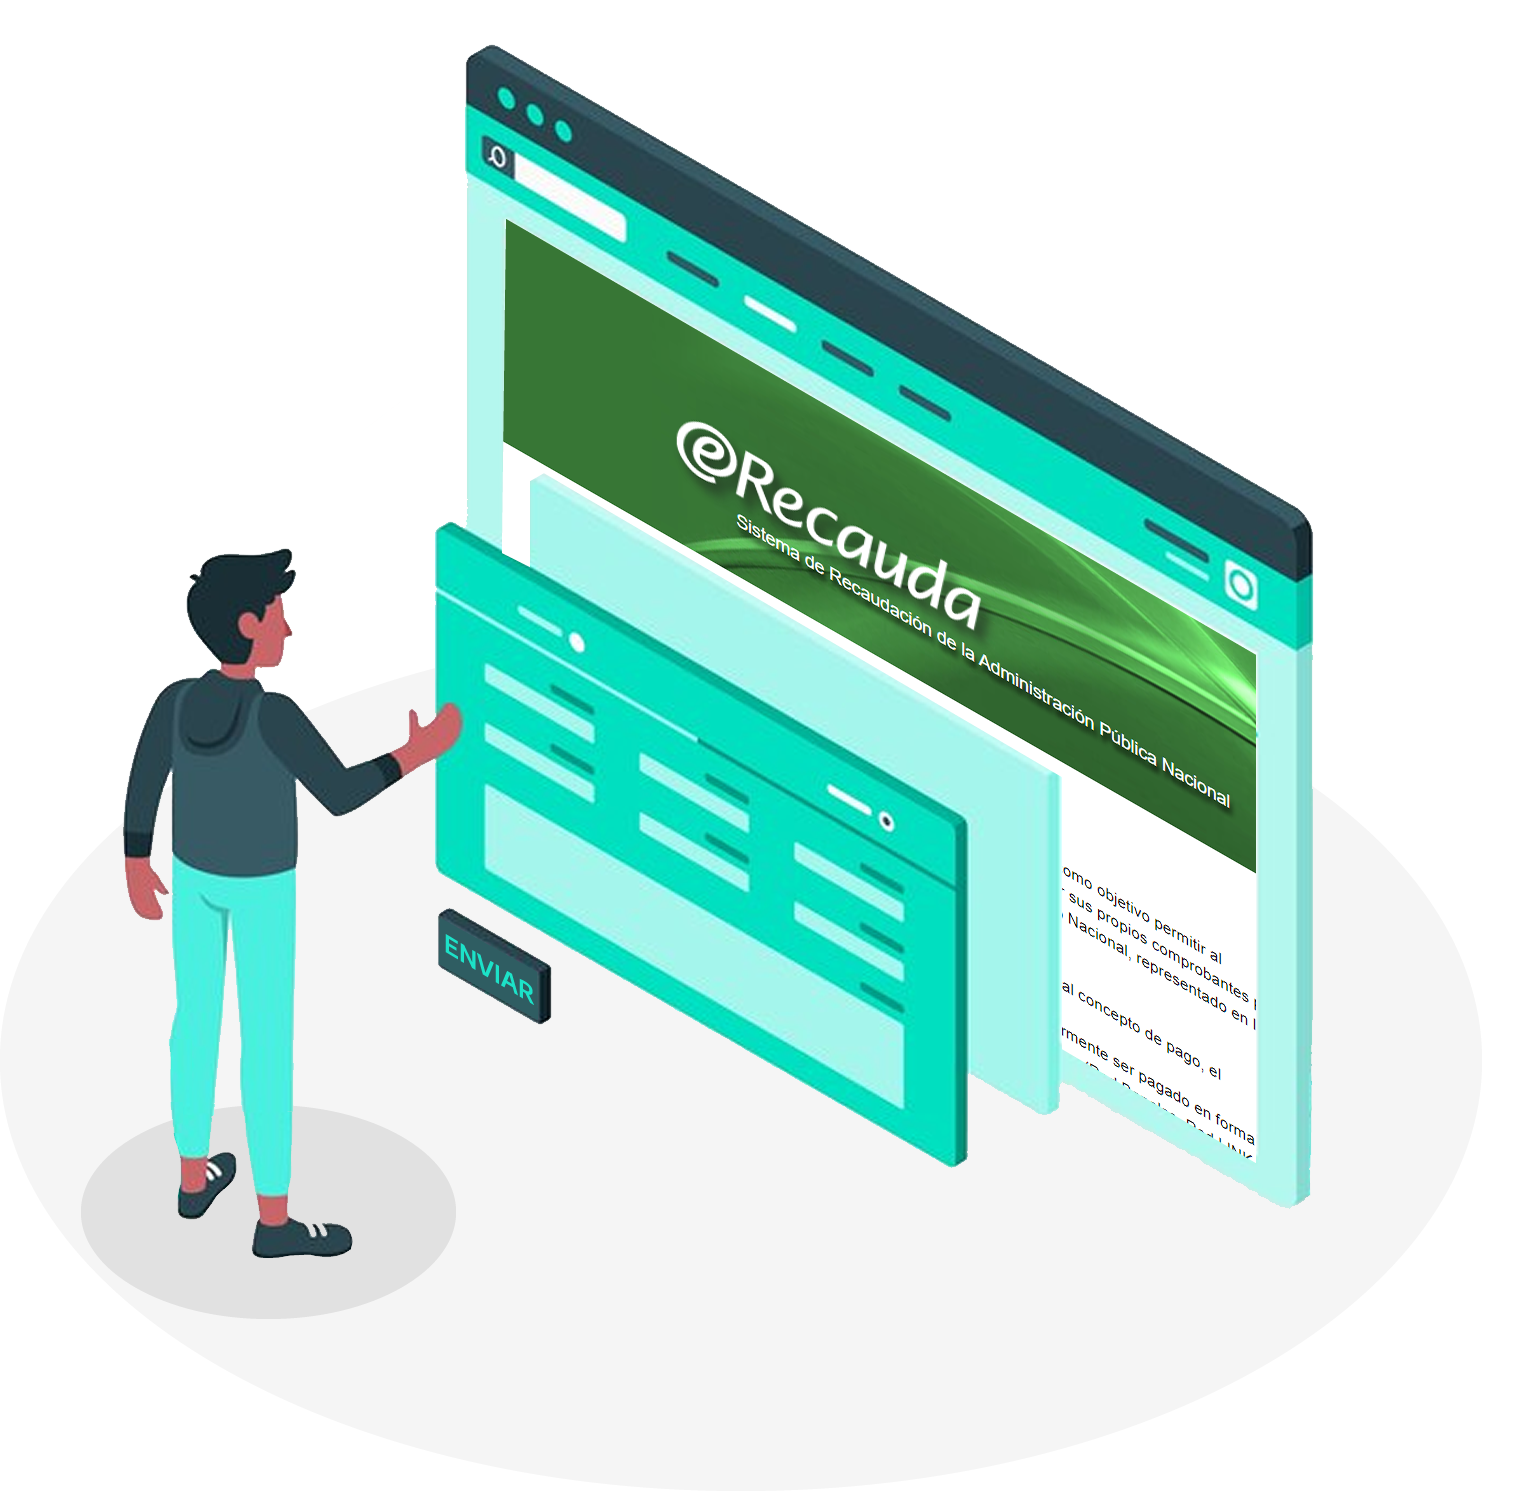 eRecauda
Sistema de Recaudación de la Administración Pública Nacional
omo objetivo permitir al
sus propios comprobantes
Nacional, representado en l
al concepto de pago, el
rmente ser pagado en forma
ENVIAR